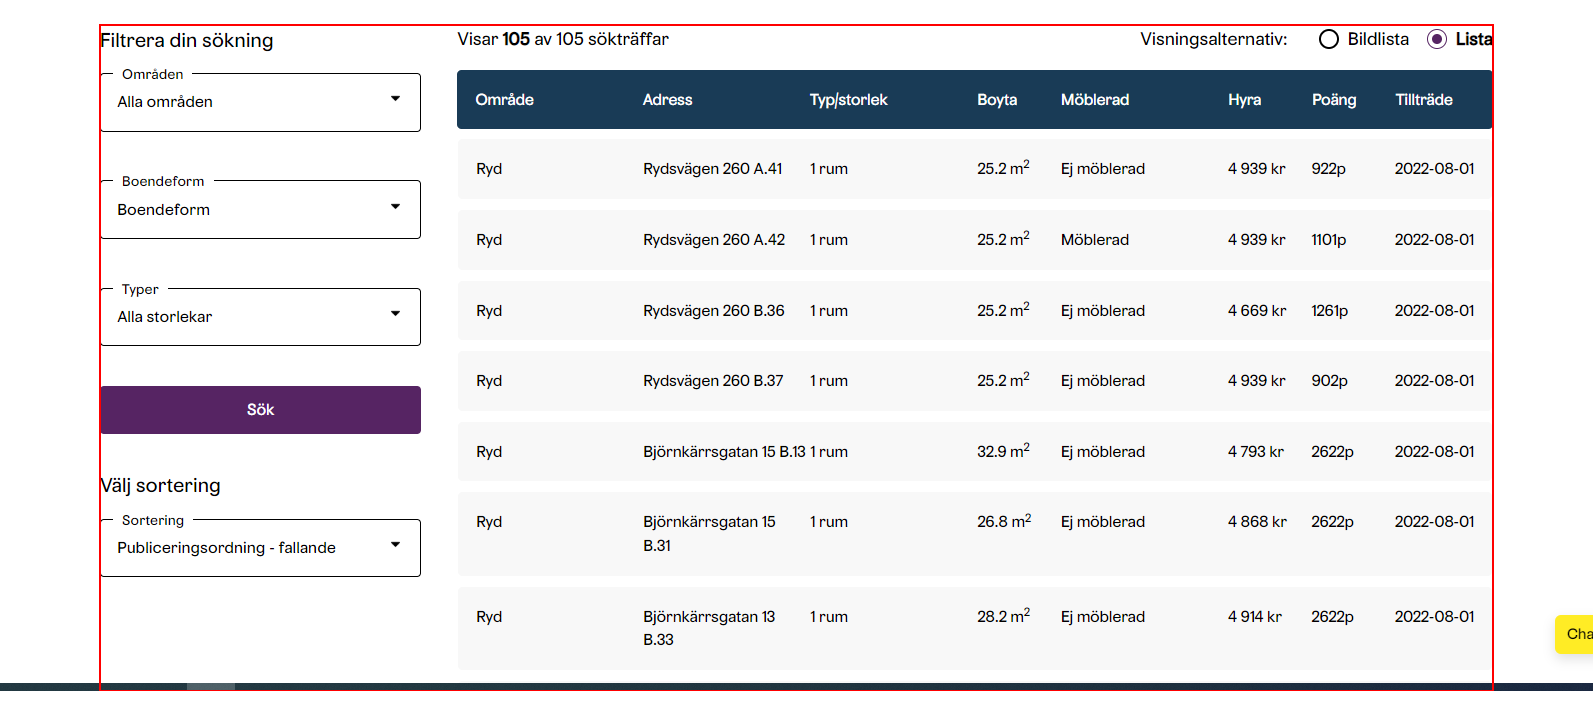 Filtrera din sökning
Områden
Alla områden
Boendeform
Boendeform
Typer
Alla storlekar
Sök
Välj sortering
Sortering
Publiceringsordning - fallande
Visar 105 av 105 sökträffar
Visningsalternativ: Bildlista Lista
Område Adress Typ/storlek Boyta Möblerad Hyra Poäng Tillträde
Ryd Rydsvägen 260 A.41 1 rum 25.2 m² Ej möblerad 4 939 kr 922p 2022-08-01
Ryd Rydsvägen 260 A.42 1 rum 25.2 m² Möblerad 4 939 kr 1101p 2022-08-01
Ryd Rydsvägen 260 B.36 1 rum 25.2 m² Ej möblerad 4 669 kr 1261p 2022-08-01
Ryd Rydsvägen 260 B.37 1 rum 25.2 m² Ej möblerad 4 939 kr 902p 2022-08-01
Ryd Björnkärrsgatan 15 B.13 1 rum 32.9 m² Ej möblerad 4 793 kr 2622p 2022-08-01
Ryd Björnkärrsgatan 15 1 rum 26.8 m² Ej möblerad 4 868 kr 2622p 2022-08-01
B.31
Ryd Björnkärrsgatan 13 1 rum 28.2 m² Ej möblerad 4 914 kr 2622p 2022-08-01
B.33
Cha